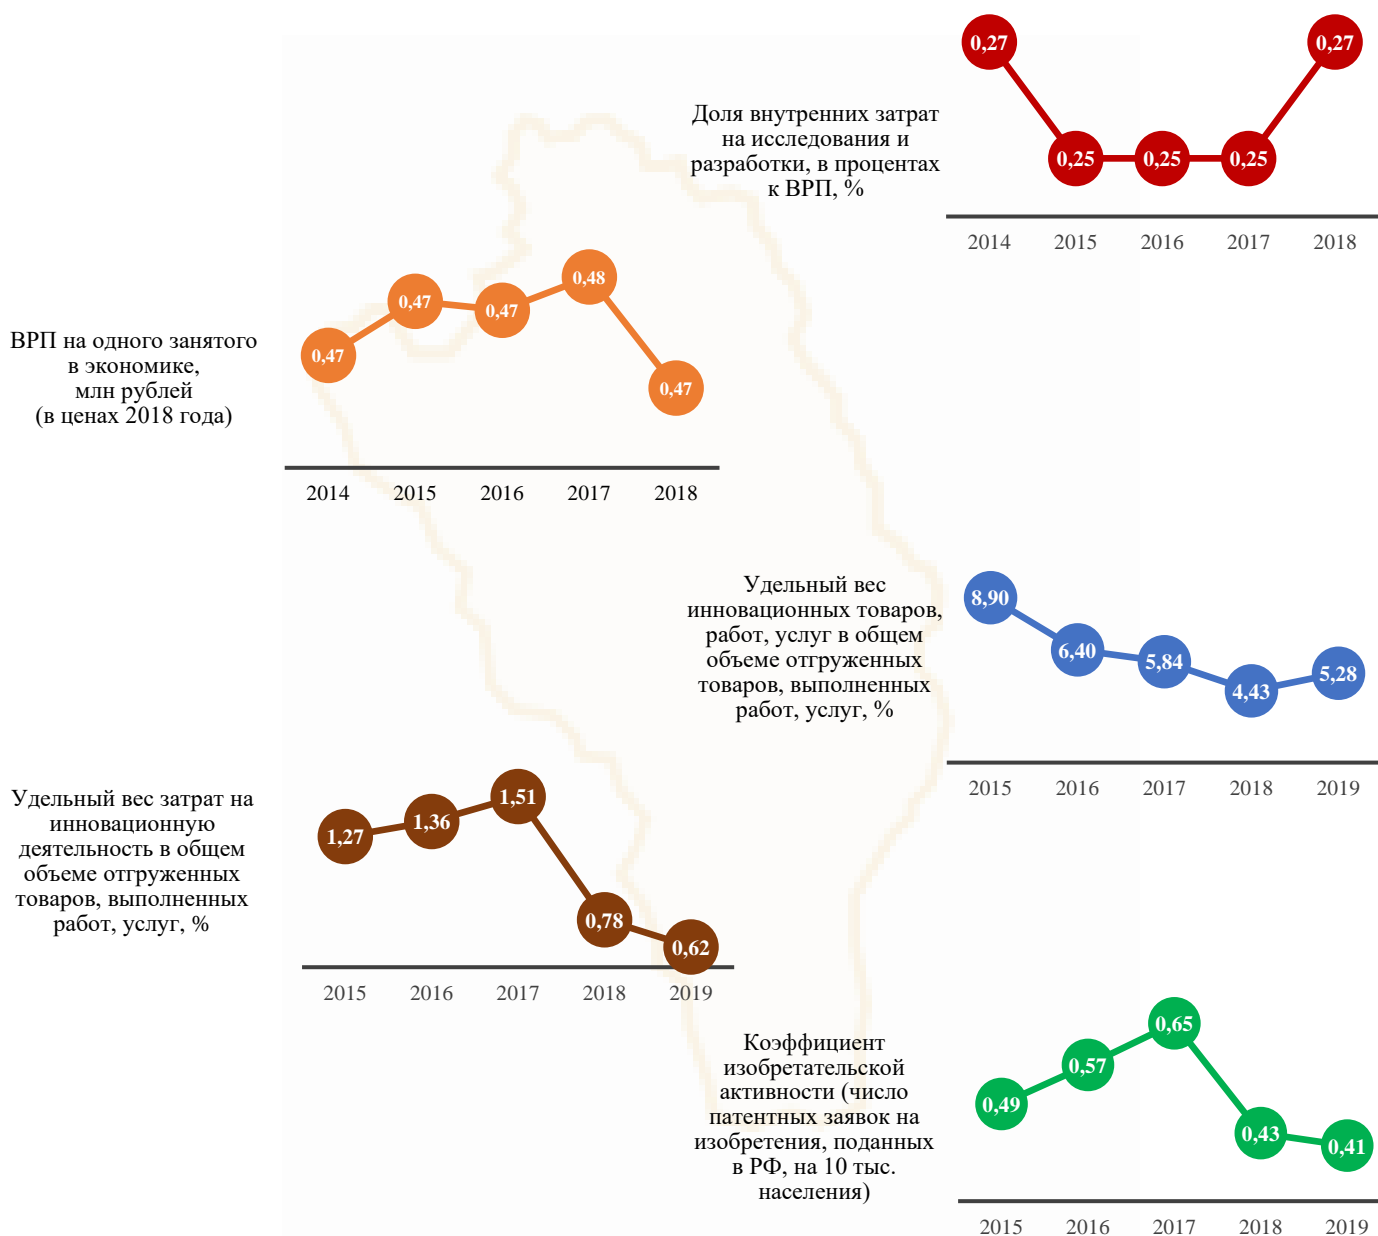 0,27
0,27
0,25
0,25
0,25
Доля внутренних затрат
на исследования и
разработки, в процентах
к ВРП, %
2014 2015 2016 2017 2018
ВРП на одного занятого
в экономике,
млн рублей
(в ценах 2018 года)
0,47
0,47
0,47
0,48
0,47
2014 2015 2016 2017 2018
Удельный вес
инновационных товаров,
работ, услуг в общем
объеме отгруженных
товаров, выполненных
работ, услуг, %
8,90
6,40
5,84
4,43
5,28
2015 2016 2017 2018 2019
Удельный вес затрат на
инновационную
деятельность в общем
объеме отгруженных
товаров, выполненных
работ, услуг, %
1,27
1,36
1,51
0,78
0,62
2015 2016 2017 2018 2019
Коэффициент
изобретательской
активности (число
патентных заявок на
изобретения, поданных
в РФ, на 10 тыс.
населения)
0,49
0,57
0,65
0,43
0,41
2015 2016 2017 2018 2019